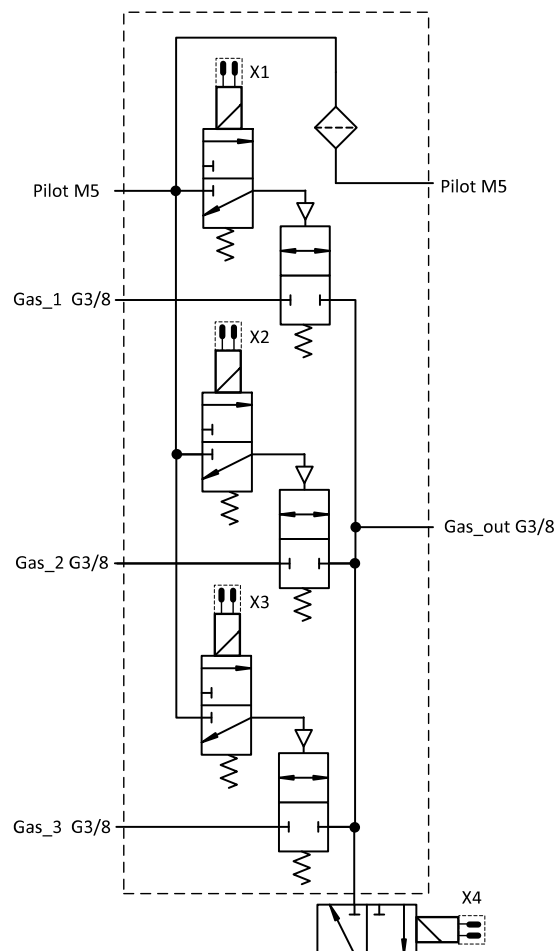 X1
Pilot M5
Pilot M5
Gas_1 G3/8
X2
Gas_out G3/8
Gas_2 G3/8
X3
Gas_3 G3/8
X4